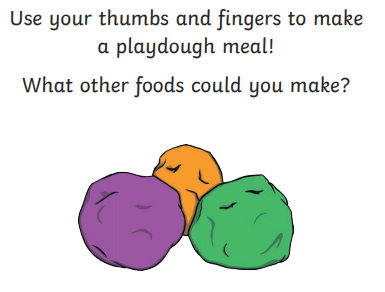 Use your thumbs and fingers to make
a playdough meal!
What other foods could you make?